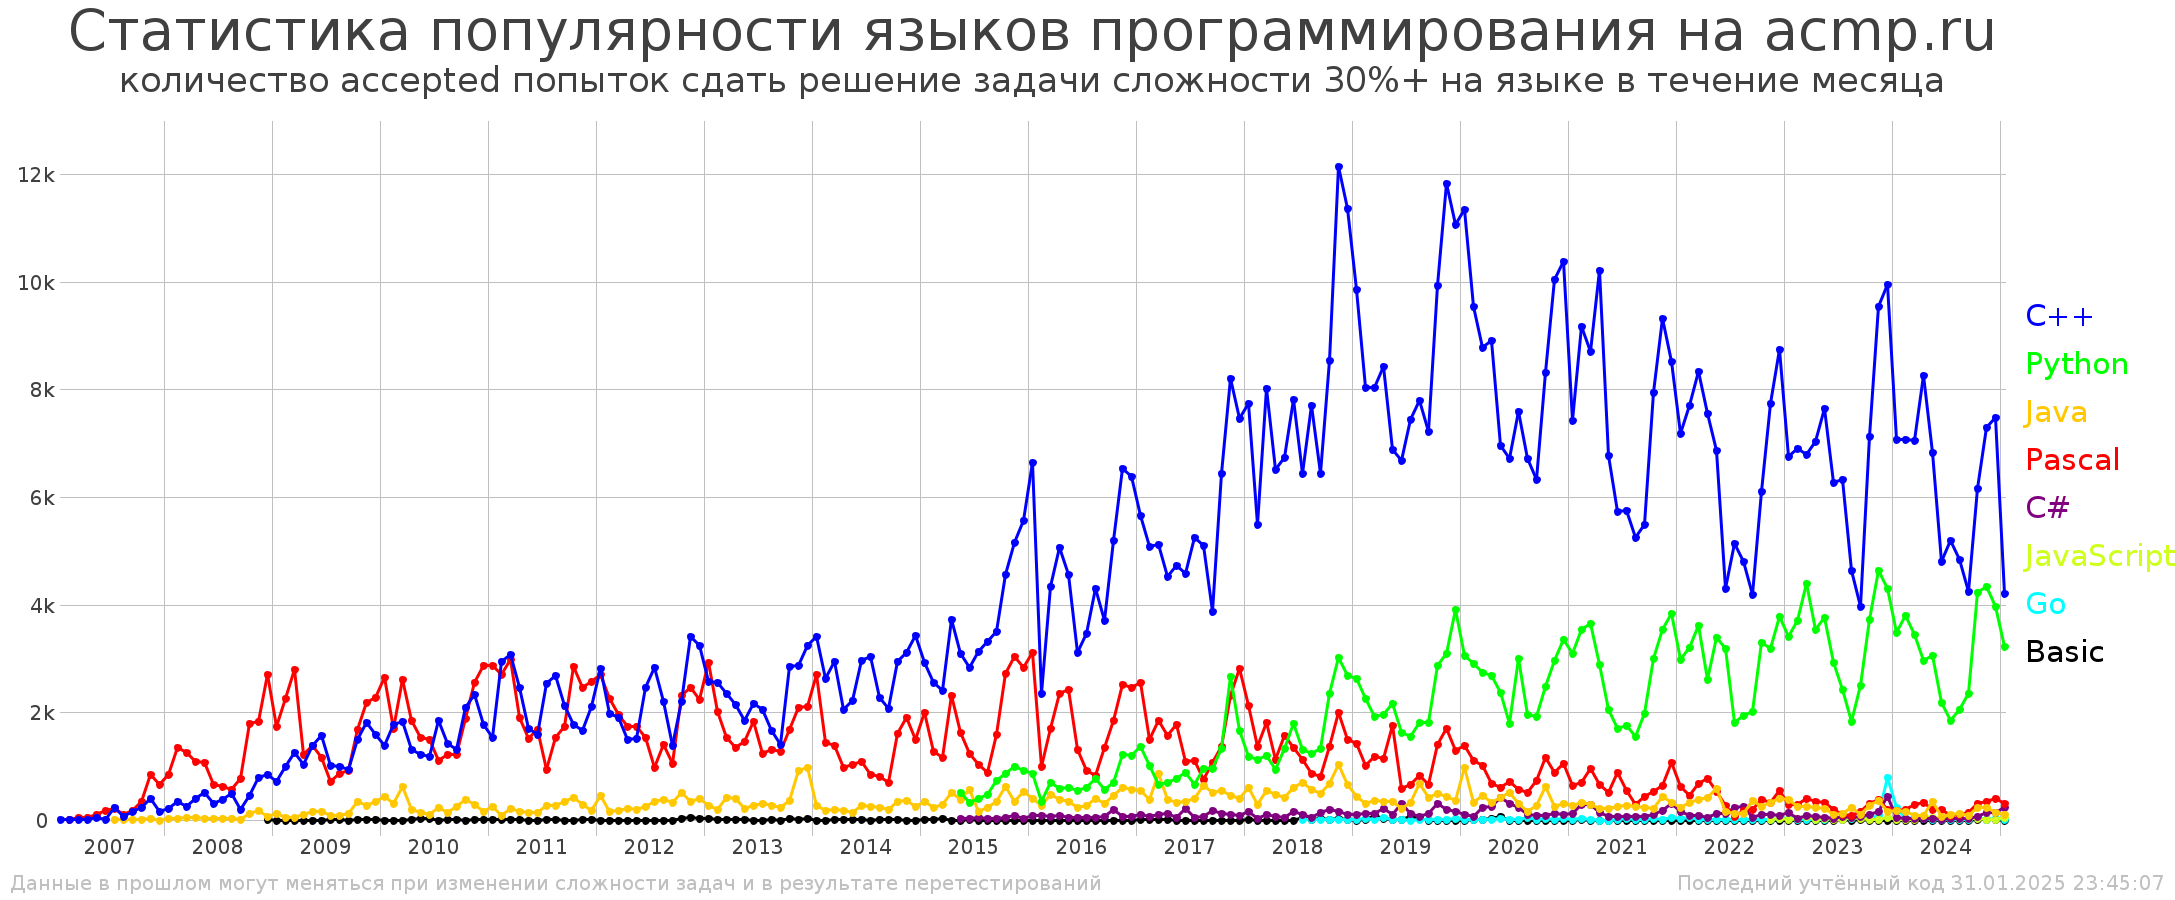 Статистика популярности языков программирования на acmp.ru
количество accepted попыток сдать решение задачи сложности 30%+ на языке в течение месяца
12k
10k
8k
6k
4k
2k
0
C++
Python
Java
Pascal
C#
JavaScript
Go
Basic
2007 2008 2009 2010 2011 2012 2013 2014 2015 2016 2017 2018 2019 2020 2021 2022 2023 2024
Данные в прошлом могут меняться при изменении сложности задач и в результате перетестирований
Последний учтённый код 31.01.2025 23:45:07